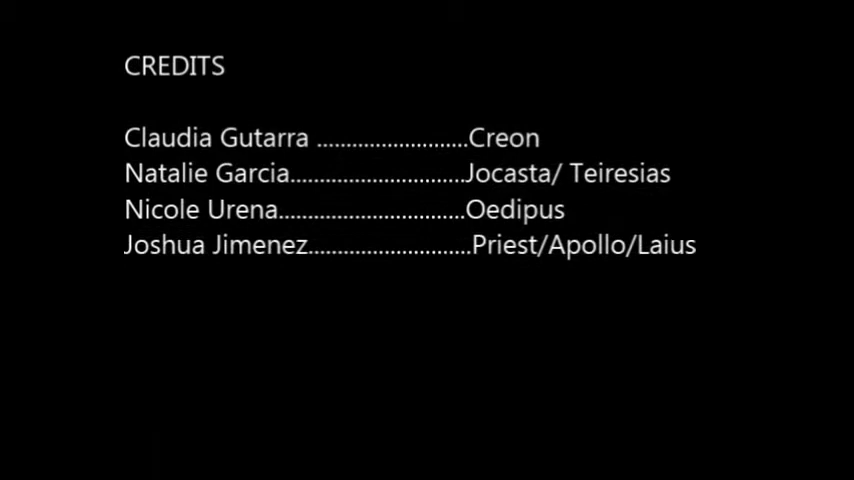 CREDITS
Claudia Gutarra ..........................Creon
Natalie Garcia..............................Jocasta/ Teiresias
Nicole Urena................................Oedipus
Joshua Jimenez............................Priest/Apollo/Laius